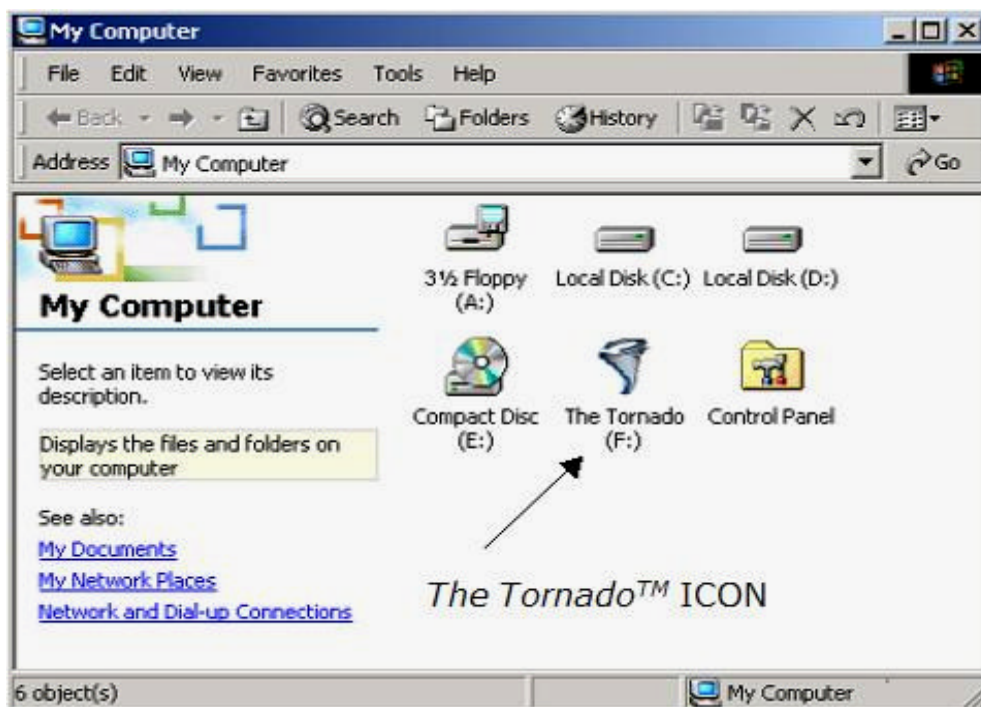 My Computer
File Edit View Favorites Tools Help
Back Search Folders History
Address My Computer Go
3½ Floppy (A:)
Local Disk (C:)
Local Disk (D:)
My Computer
Select an item to view its
description.
Displays the files and folders on
your computer
See also:
My Documents
My Network Places
Network and Dial-up Connections
Compact Disc
(E:)
The Tornado
(F:)
Control Panel
The Tornado™ ICON
6 object(s)
My Computer